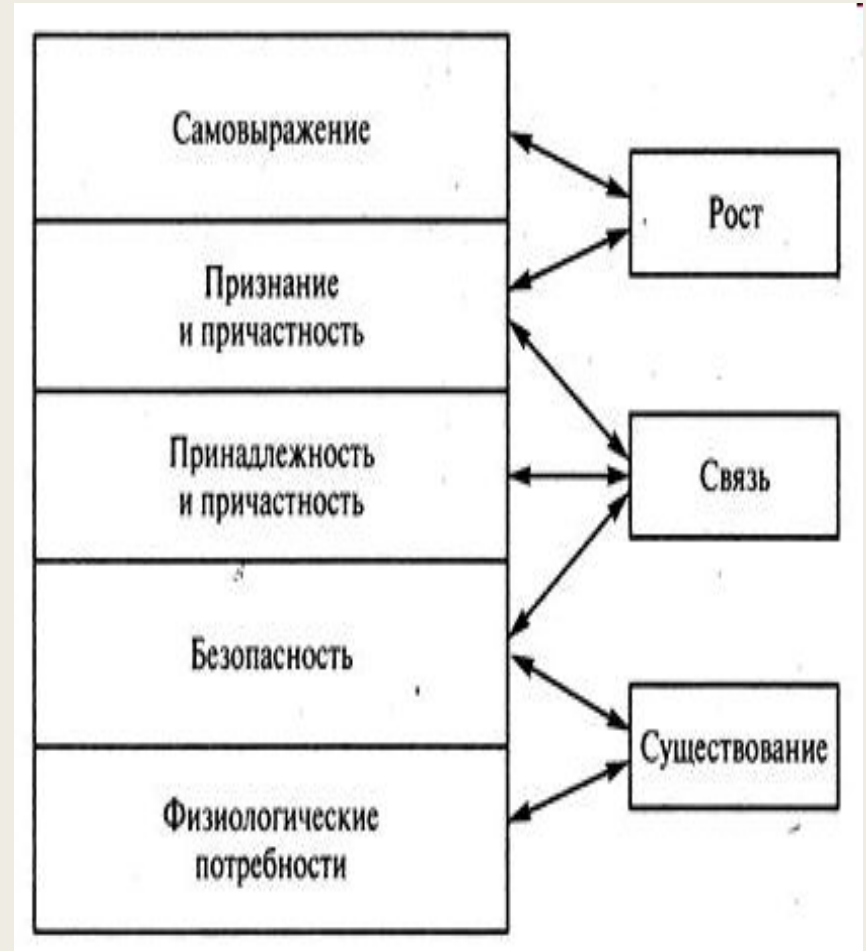 Самовыражение
Признание
и причастность
Принадлежность
и причастность
Безопасность
Физиологические
потребности
Рост
Связь
Существование